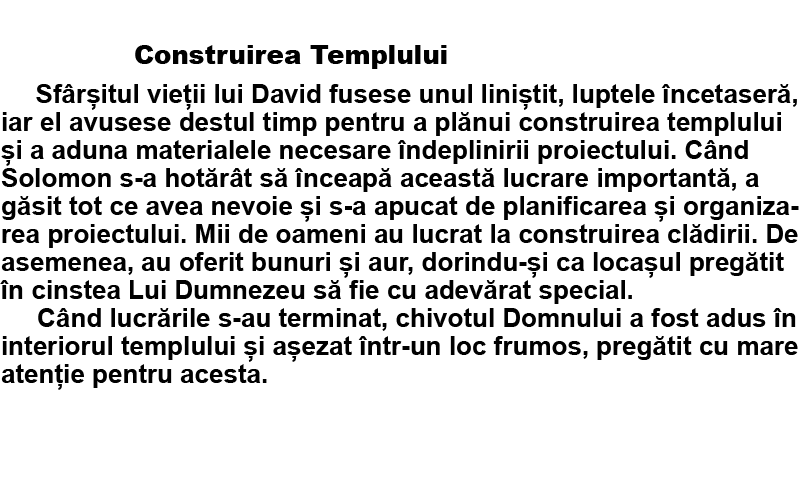 Construirea Templului
Sfârșitul vieții lui David fusese unul liniștit, luptele încetaseră,
iar el avusese destul timp pentru a plănui construirea templului
și a aduna materialele necesare îndeplinirii proiectului. Când
Solomon s-a hotărât să înceapă această lucrare importantă, a
găsit tot ce avea nevoie și s-a apucat de planificarea și organiza-
rea proiectului. Mii de oameni au lucrat la construirea clădirii. De
asemenea, au oferit bunuri și aur, dorindu-și ca locașul pregătit
în cinstea Lui Dumnezeu să fie cu adevărat special.
Când lucrările s-au terminat, chivotul Domnului a fost adus în
interiorul templului și așezat într-un loc frumos, pregătit cu mare
atenție pentru acesta.